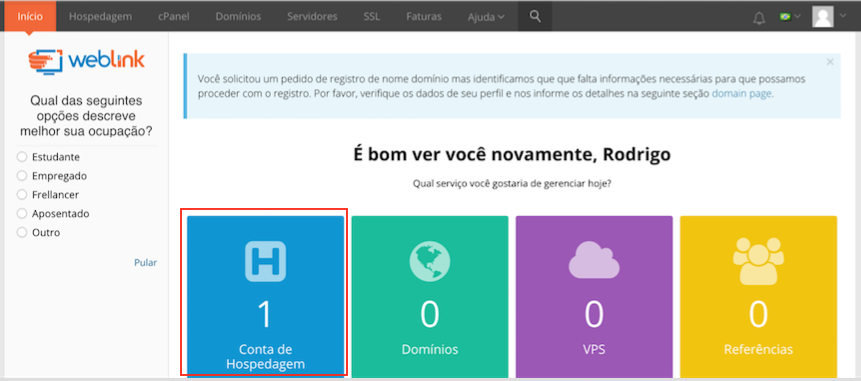 Início Hospedagem cPanel Domínios Servidores SSL Faturas Ajuda
weblink
Qual das seguintes
opções descreve
melhor sua ocupação?
Estudante
Empregado
Frellancer
Aposentado
Outro
Pular
Você solicitou um pedido de registro de nome domínio mas identificamos que que falta informações necessárias para que possamos
proceder com o registro. Por favor, verifique os dados de seu perfil e nos informe os detalhes na seguinte seção domain page.
×
É bom ver você novamente, Rodrigo
Qual serviço você gostaria de gerenciar hoje?
H
1
Conta de
Hospedagem
0
Domínios
0
VPS
0
Referências